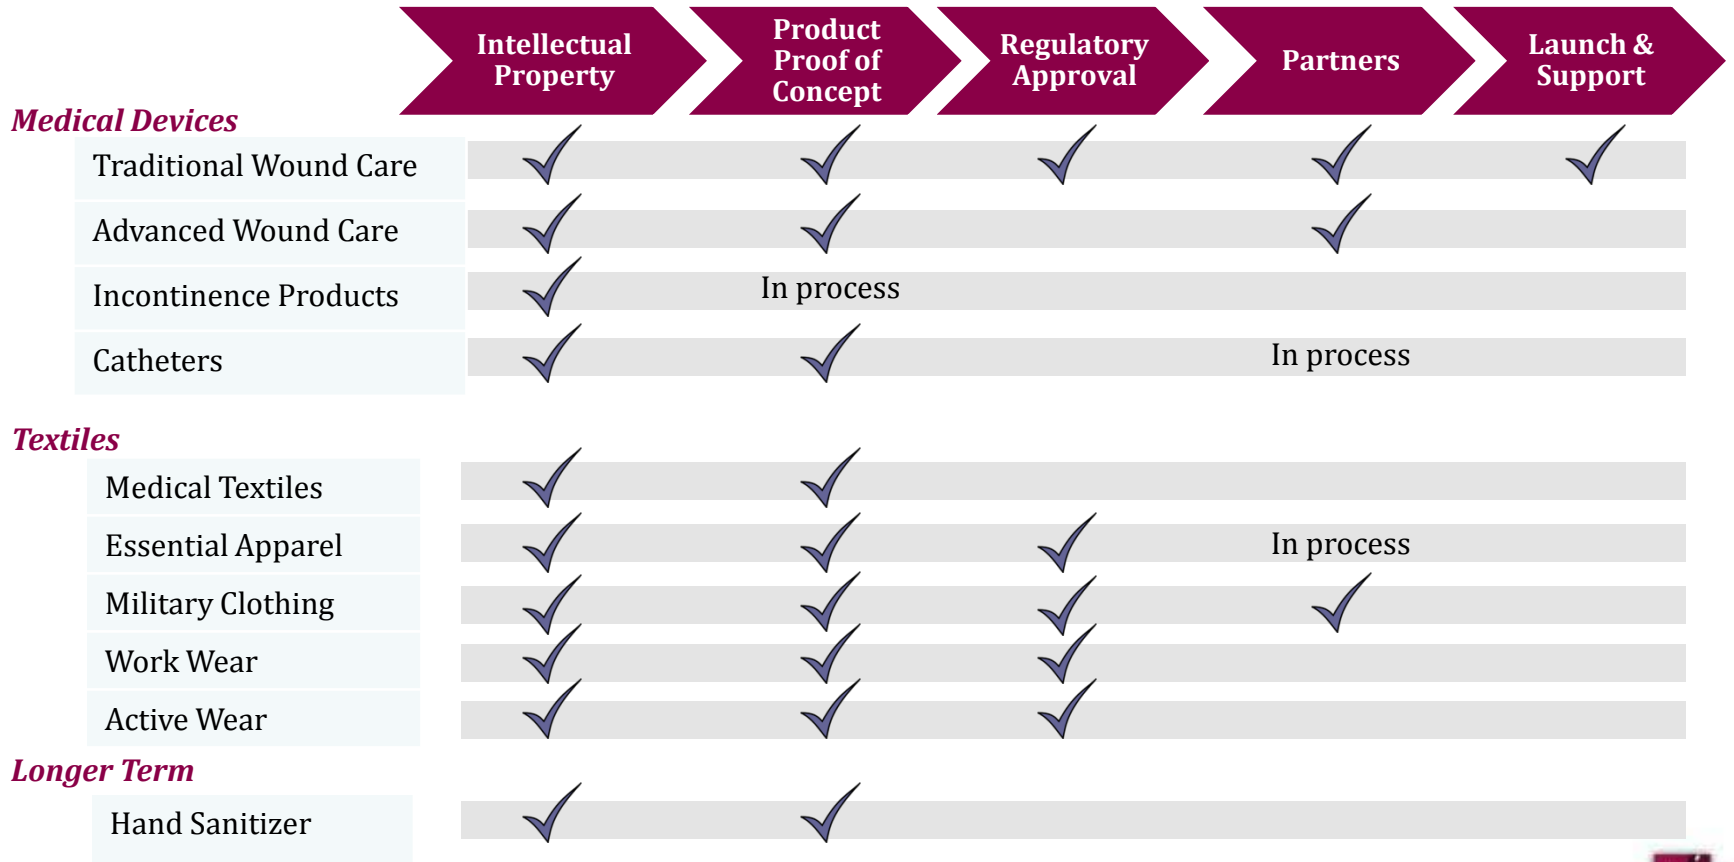 Intellectual
Property
Product
Proof of
Concept
Regulatory
Approval
Partners
Launch &
Support
Medical Devices
Traditional Wound Care
Advanced Wound Care
Incontinence Products
In process
Catheters
In process
Textiles
Medical Textiles
Essential Apparel
In process
Military Clothing
Work Wear
Active Wear
Longer Term
Hand Sanitizer